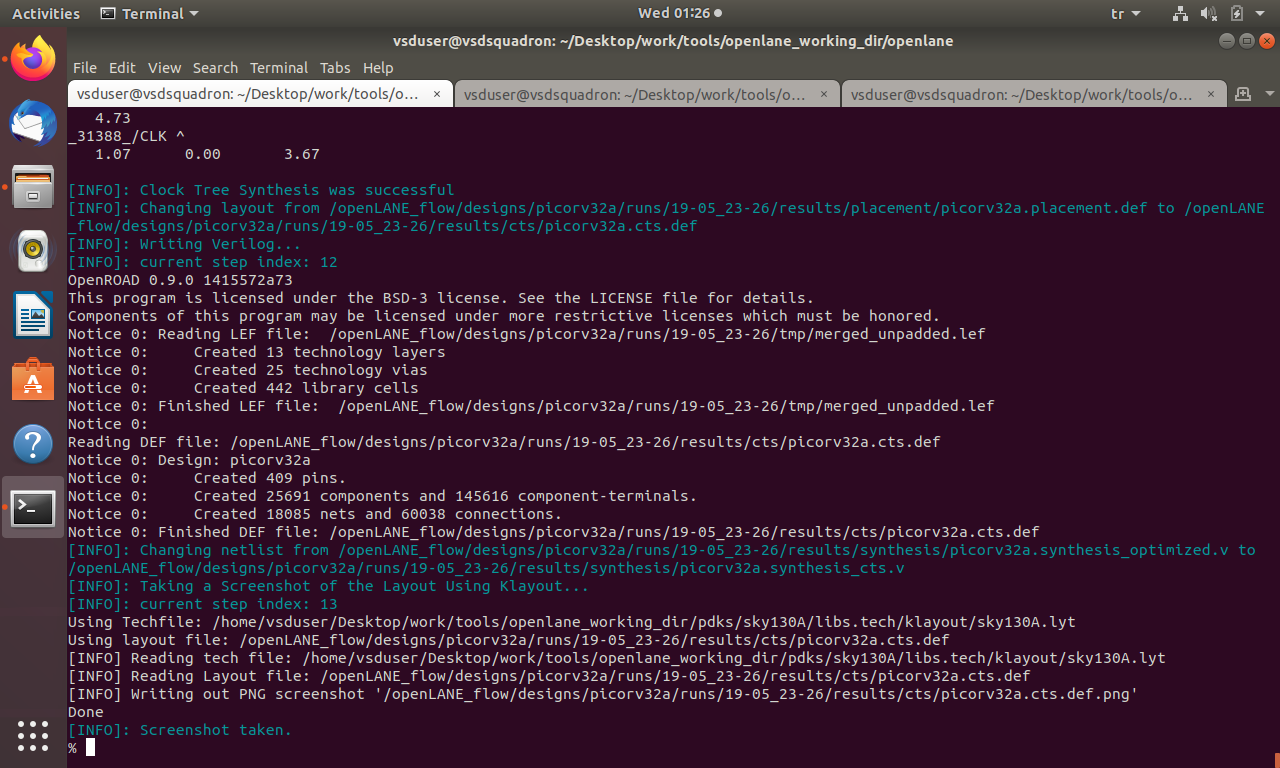 Activities Terminal Wed 01:26 tr
vsduser@vsdsquadron: ~/Desktop/work/tools/openlane_working_dir/openlane
File Edit View Search Terminal Tabs Help
vsduser@vsdsquadron: ~/Desktop/work/tools/o... × vsduser@vsdsquadron: ~/Desktop/work/tools/o... × vsduser@vsdsquadron: ~/Desktop/work/tools/o... ×
4.73
_31388_/CLK ^
1.07 0.00 3.67
[INFO]: Clock Tree Synthesis was successful
[INFO]: Changing layout from /openLANE_flow/designs/picorv32a/runs/19-05_23-26/results/placement/picorv32a.placement.def to /openLANE
_flow/designs/picorv32a/runs/19-05_23-26/results/cts/picorv32a.cts.def
[INFO]: Writing Verilog...
[INFO]: current step index: 12
OpenROAD 0.9.0 1415572a73
This program is licensed under the BSD-3 license. See the LICENSE file for details.
Components of this program may be licensed under more restrictive licenses which must be honored.
Notice 0: Reading LEF file:  /openLANE_flow/designs/picorv32a/runs/19-05_23-26/tmp/merged_unpadded.lef
Notice 0:     Created 13 technology layers
Notice 0:     Created 25 technology vias
Notice 0:     Created 442 library cells
Notice 0: Finished LEF file:  /openLANE_flow/designs/picorv32a/runs/19-05_23-26/tmp/merged_unpadded.lef
Notice 0:
Reading DEF file: /openLANE_flow/designs/picorv32a/runs/19-05_23-26/results/cts/picorv32a.cts.def
Notice 0: Design: picorv32a
Notice 0:     Created 409 pins.
Notice 0:     Created 25691 components and 145616 component-terminals.
Notice 0:     Created 18085 nets and 60038 connections.
Notice 0: Finished DEF file: /openLANE_flow/designs/picorv32a/runs/19-05_23-26/results/cts/picorv32a.cts.def
[INFO]: Changing netlist from /openLANE_flow/designs/picorv32a/runs/19-05_23-26/results/synthesis/picorv32a.synthesis_optimized.v to
/openLANE_flow/designs/picorv32a/runs/19-05_23-26/results/synthesis/picorv32a.synthesis_cts.v
[INFO]: Taking a Screenshot of the Layout Using Klayout...
[INFO]: current step index: 13
Using Techfile: /home/vsduser/Desktop/work/tools/openlane_working_dir/pdks/sky130A/libs.tech/klayout/sky130A.lyt
Using layout file: /openLANE_flow/designs/picorv32a/runs/19-05_23-26/results/cts/picorv32a.cts.def
[INFO] Reading tech file: /home/vsduser/Desktop/work/tools/openlane_working_dir/pdks/sky130A/libs.tech/klayout/sky130A.lyt
[INFO] Reading Layout file: /openLANE_flow/designs/picorv32a/runs/19-05_23-26/results/cts/picorv32a.cts.def
[INFO] Writing out PNG screenshot '/openLANE_flow/designs/picorv32a/runs/19-05_23-26/results/cts/picorv32a.cts.def.png'
Done
[INFO]: Screenshot taken.
%